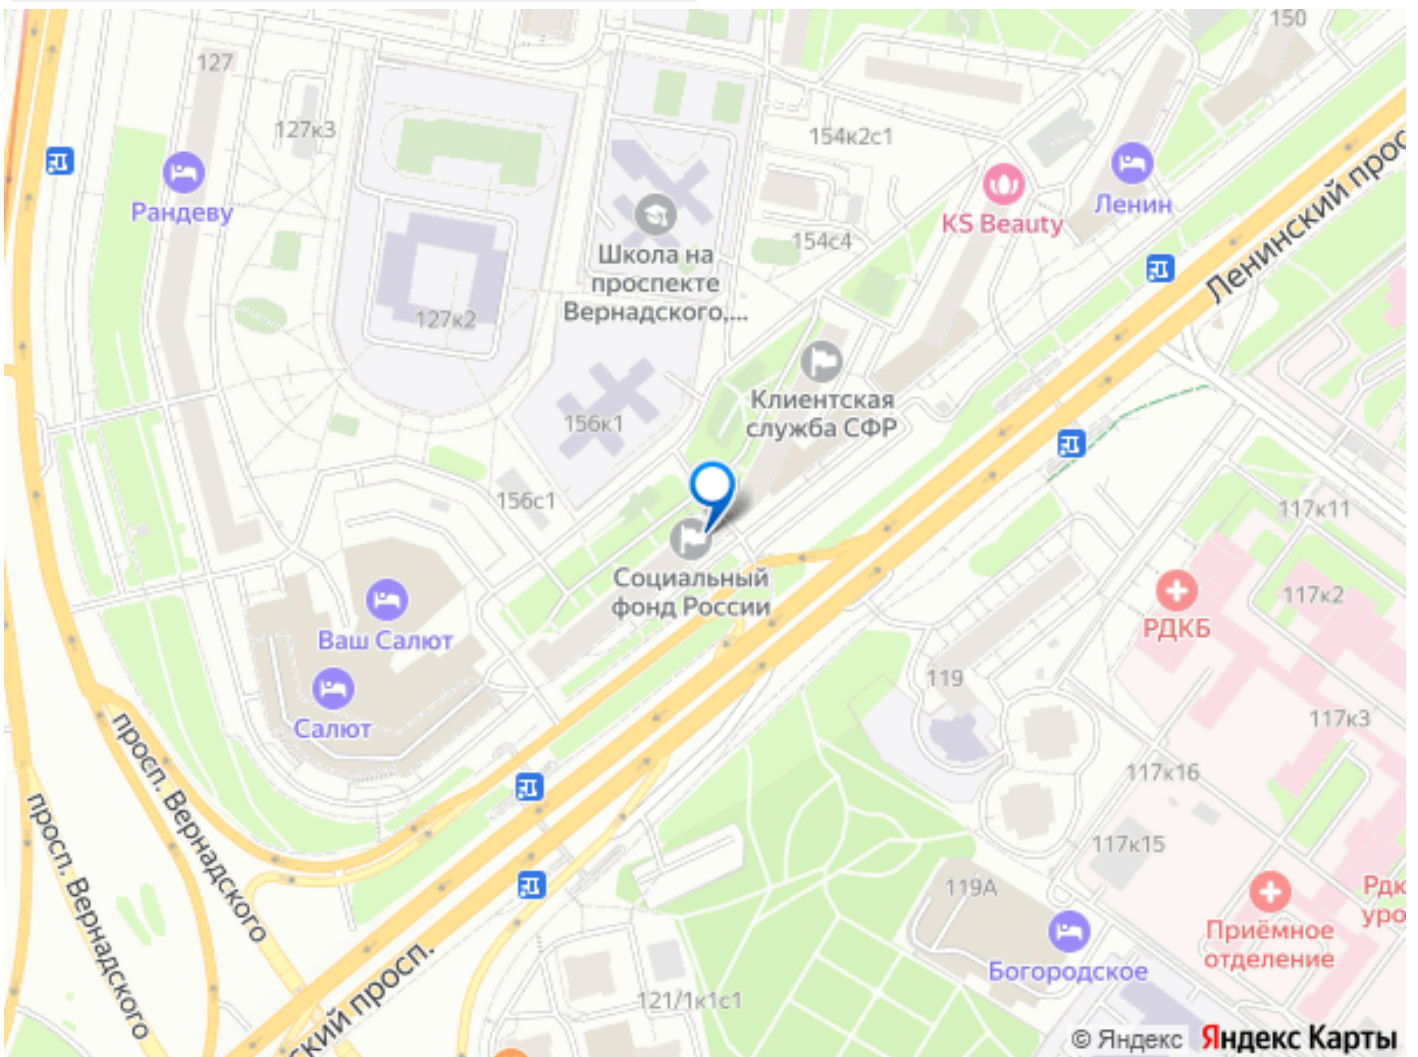 150
127
127к3
154к2с1
Рандеву
Ленин
KS Beauty
154с4
Школа на
проспекте
Вернадского,...
Ленинский прос
127к2
Клиентская
служба СФР
156к1
156с1
117к11
Социальный
фонд России
117к2
РДКБ
Ваш Салют
119
Салют
117к3
просп. Вернадского
117к16
просп. Вернадского
117к15
119А
Рдк
уро
Приёмное
отделение
Богородское
ский просп.
121/1к1с1
© Яндекс Яндекс Карты